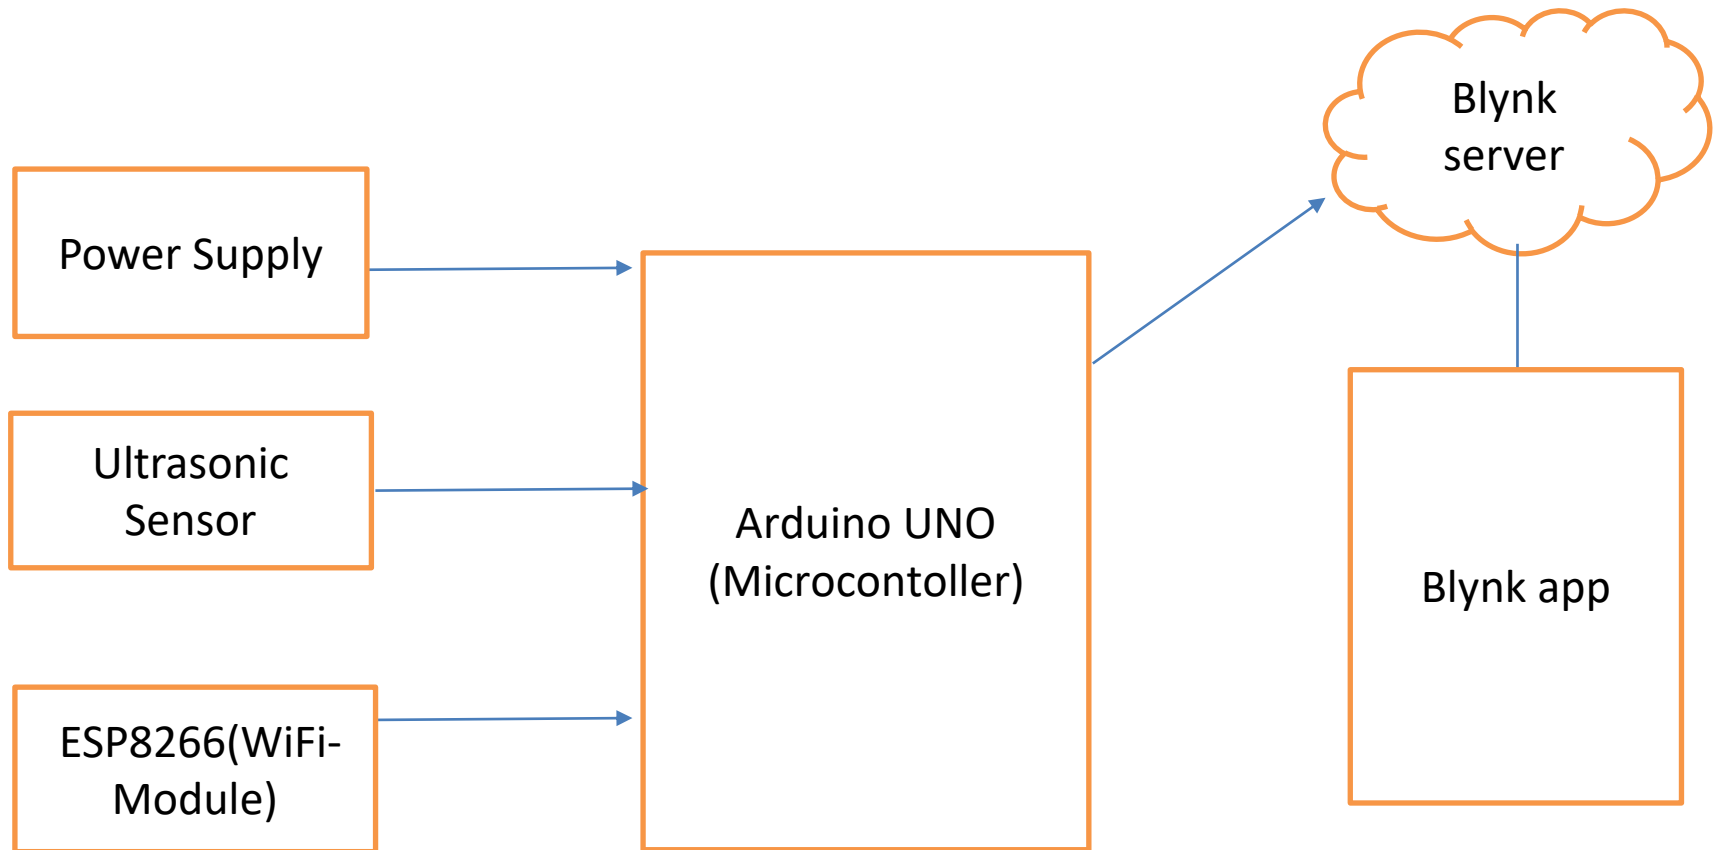 Power Supply
Ultrasonic
Sensor
ESP8266(WiFi-
Module)
Arduino UNO
(Microcontoller)
Blynk
server
Blynk app